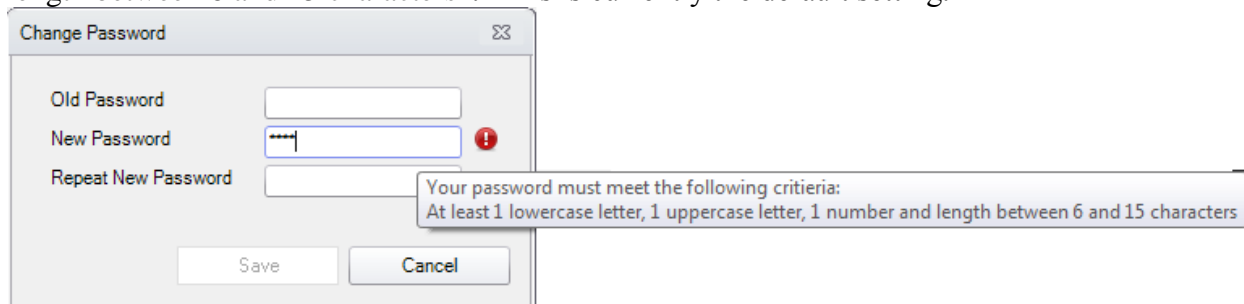 Change Password
Old Password
New Password ****
Repeat New Password
Your password must meet the following critieria:
At least 1 lowercase letter, 1 uppercase letter, 1 number and length between 6 and 15 characters
Save Cancel